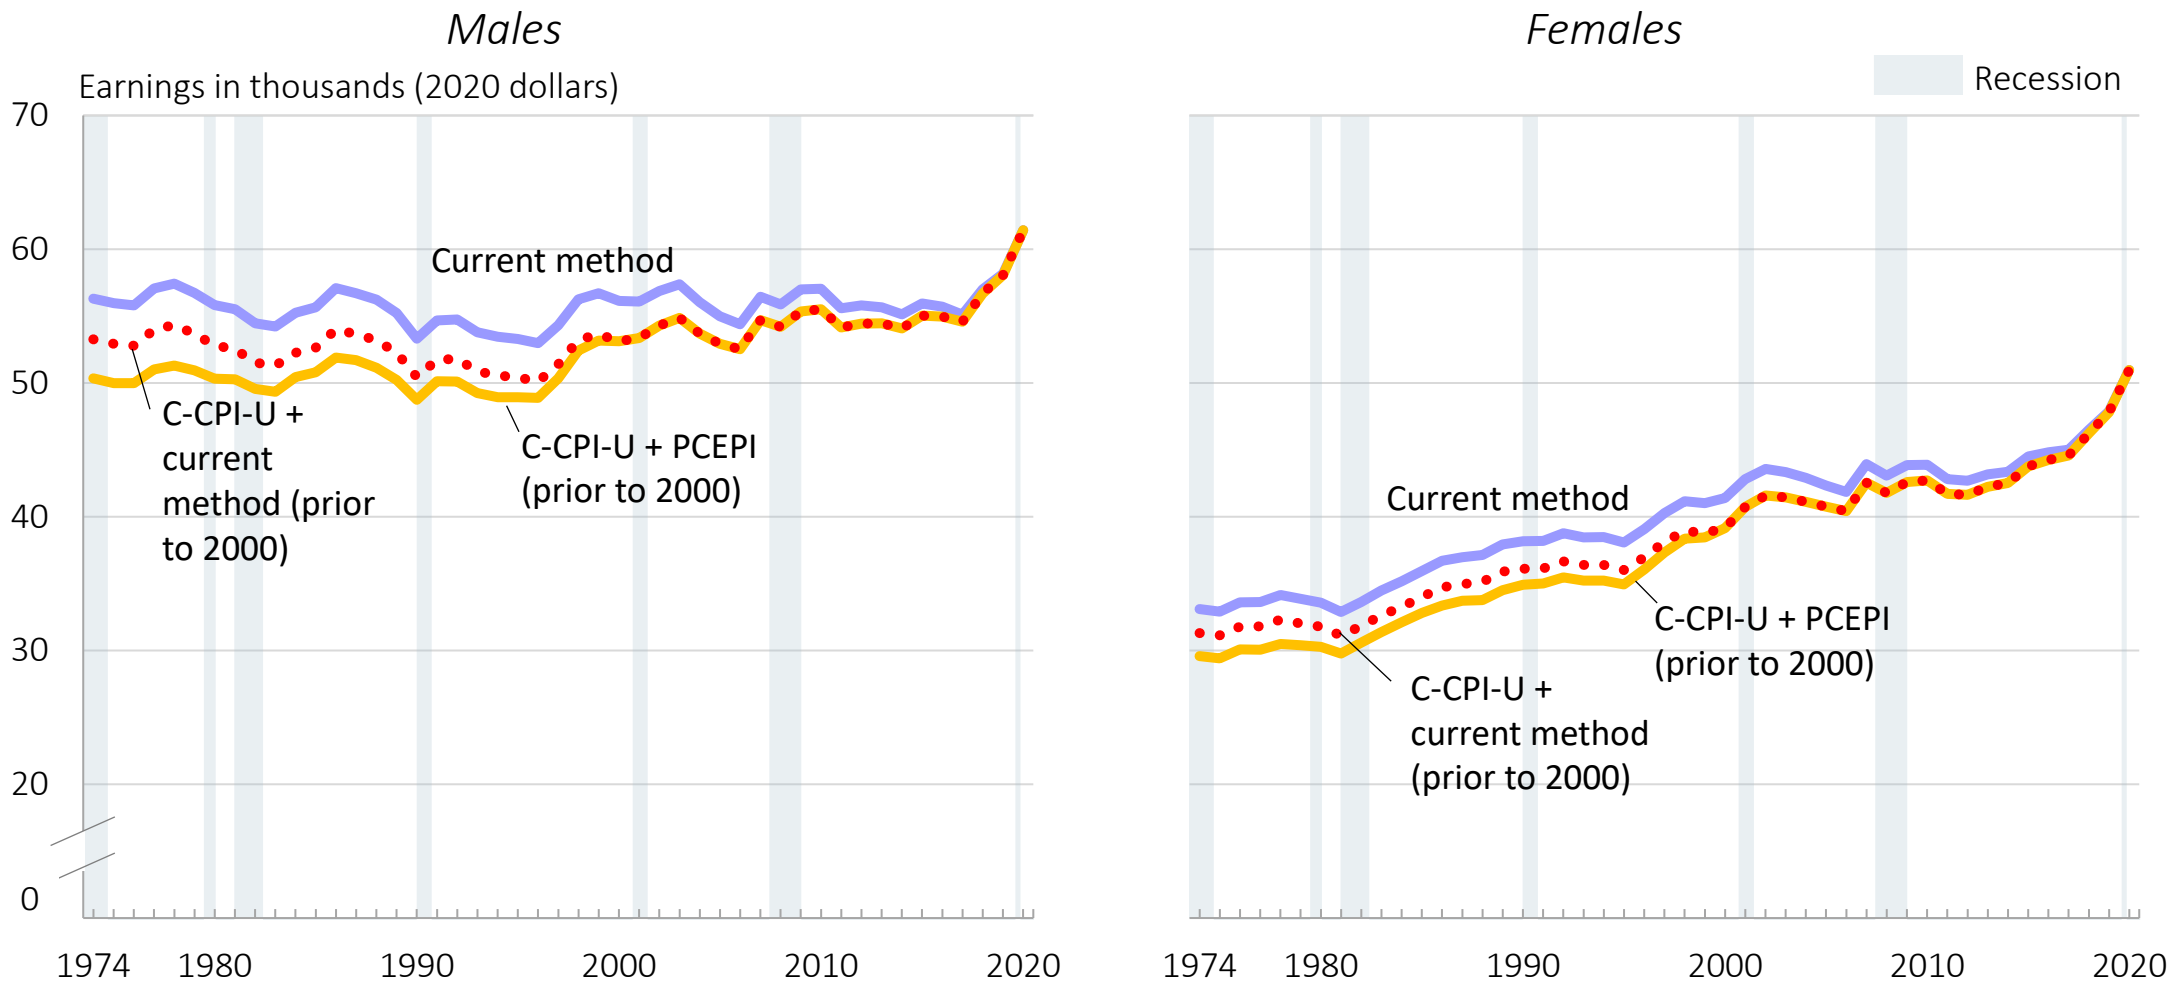 Males
Females
Earnings in thousands (2020 dollars)
Recession
70
60
50
40
30
20
0
Current method
C-CPI-U +
current
method (prior
to 2000)
C-CPI-U + PCEPI
(prior to 2000)
1974
1980
1990
2000
2010
2020
Current method
C-CPI-U + PCEPI
(prior to 2000)
C-CPI-U +
current method
(prior to 2000)
1974
1980
1990
2000
2010
2020